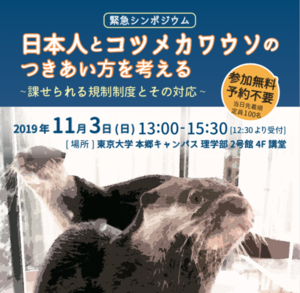 緊急シンポジウム
日本人とコツメカワウソの
つきあい方を考える
~課せられる規制制度とその対応~
参加無料
予約不要
当日先着順
定員100名
2019年 11月3日(日) 13:00-15:30 [12:30より受付]
[ 場所 ] 東京大学 本郷キャンパス 理学部 2号館 4F 講堂